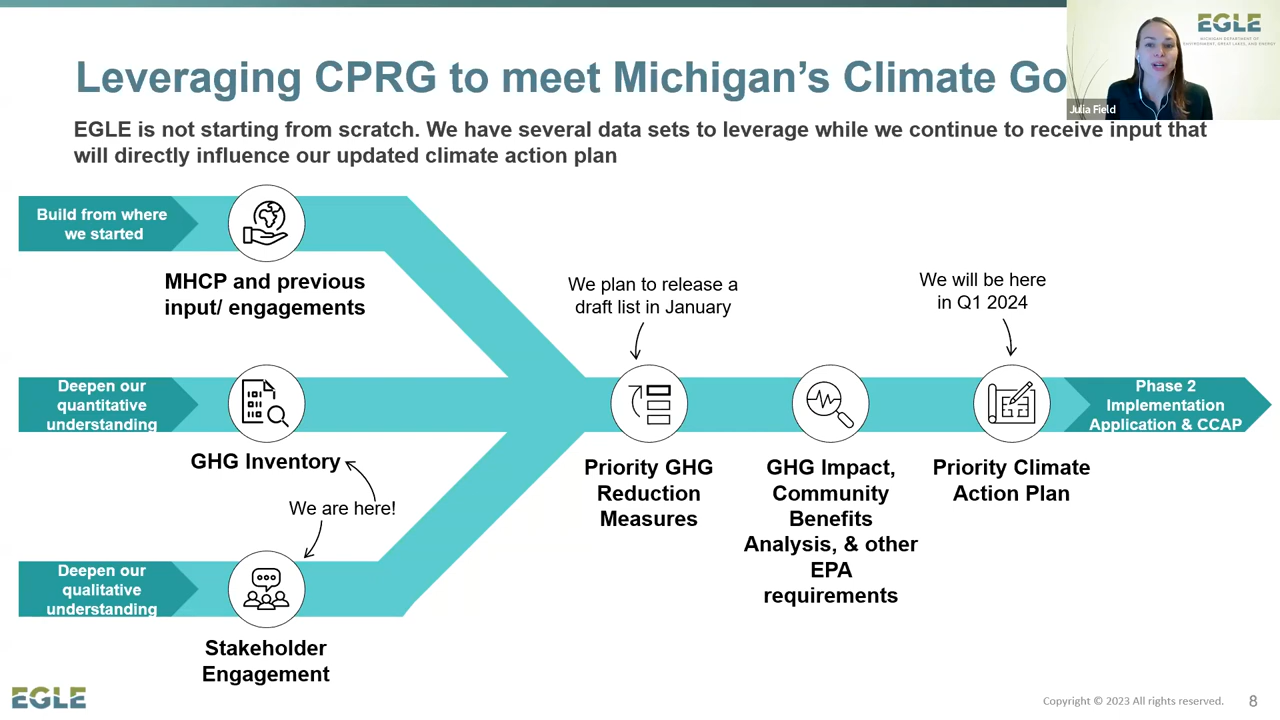 EGLE
MICHIGAN DEPARTMENT OF
ENVIRONMENT, GREAT LAKES, AND ENERGY
Leveraging CPRG to meet Michigan's Climate Go
Julia Field
EGLE is not starting from scratch. We have several data sets to leverage while we continue to receive input that
will directly influence our updated climate action plan
Build from where
we started
MHCP and previous
input/ engagements
We plan to release a
draft list in January
We will be here
in Q1 2024
Deepen our
quantitative
understanding
GHG Inventory
We are here!
Phase 2
Implementation
Application & CCAP
Priority GHG
Reduction
Measures
GHG Impact,
Community
Benefits
Analysis, & other
EPA
requirements
Priority Climate
Action Plan
Deepen our
qualitative
understanding
Stakeholder
Engagement
EGLE
Copyright © 2023 All rights reserved.
8